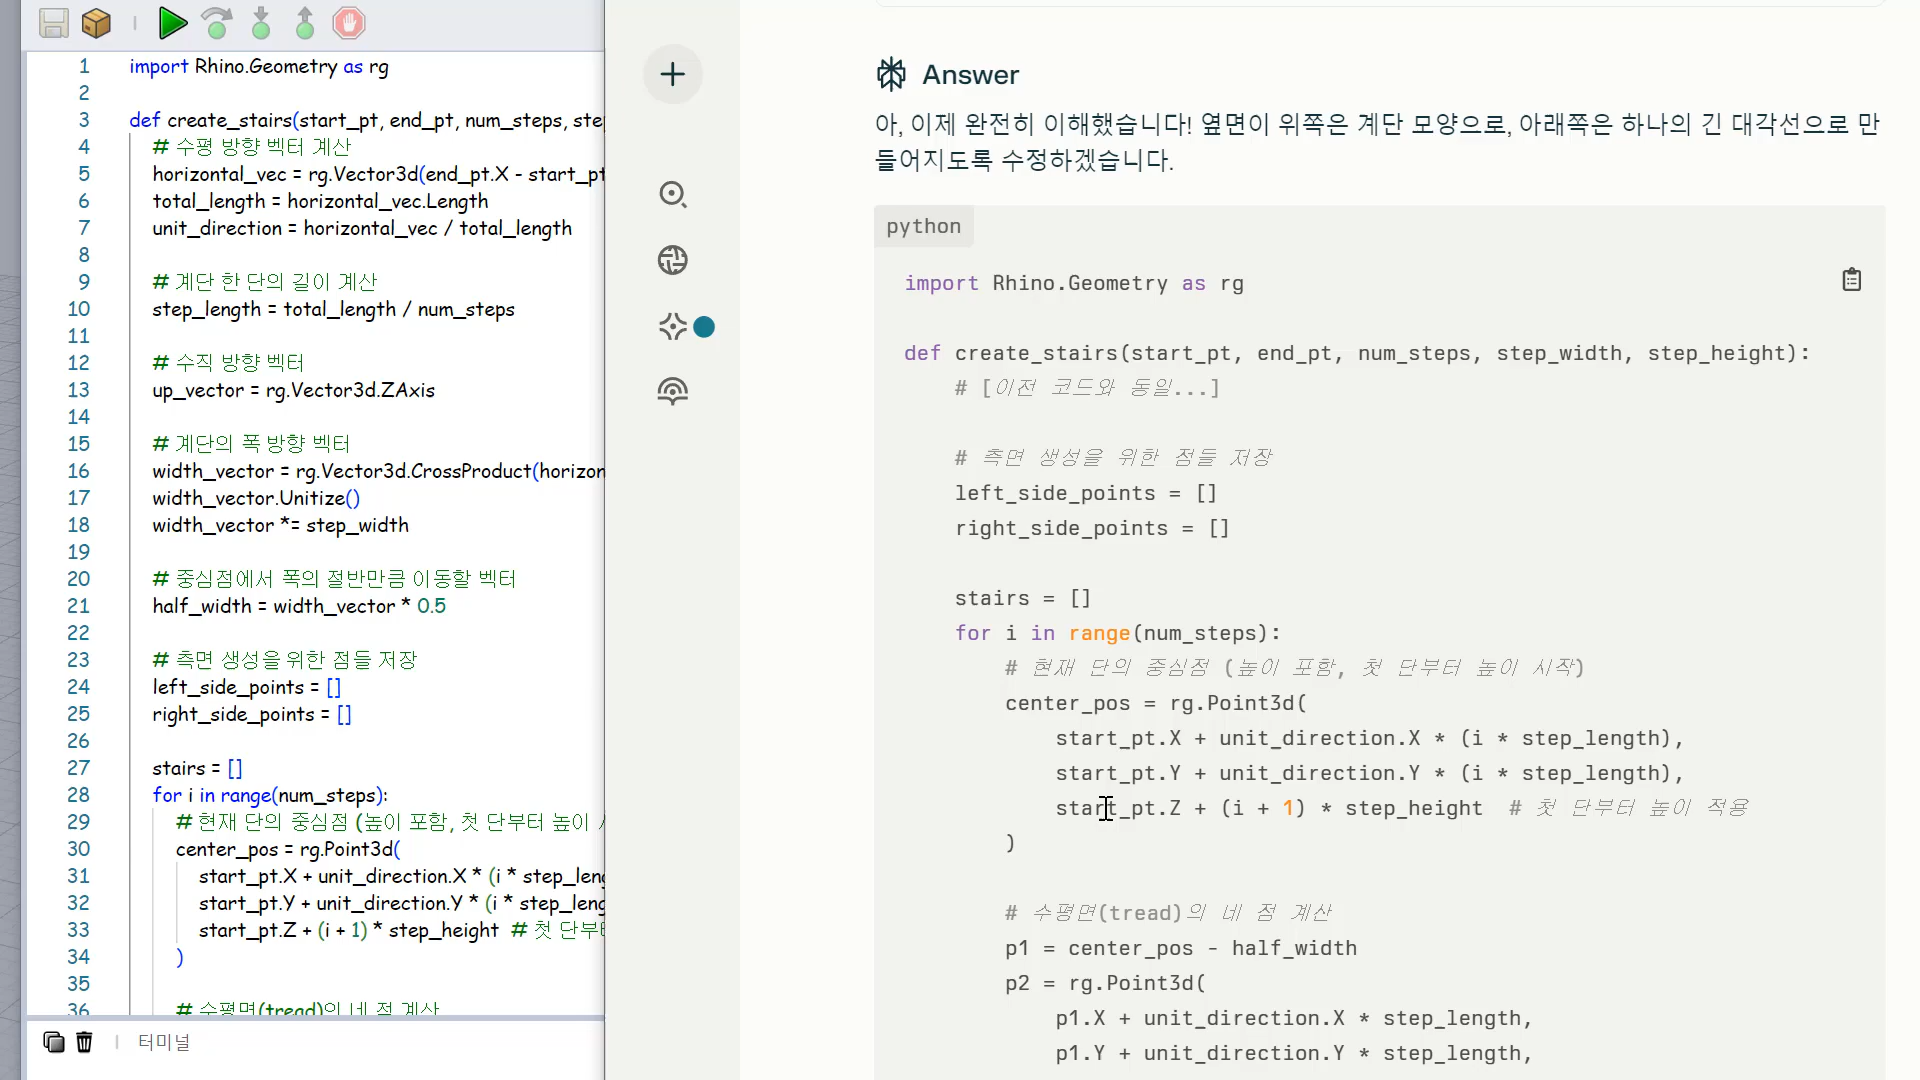 1 import Rhino.Geometry as rg
2
3 def create_stairs(start_pt, end_pt, num_steps, ste
4 # 수평 방향 벡터 계산
5 horizontal_vec = rg.Vector3d(end_pt.X - start_pt
6 total_length = horizontal_vec.Length
7 unit_direction = horizontal_vec / total_length
8
9 # 계단 한 단의 길이 계산
10 step_length = total_length / num_steps
11
12 # 수직 방향 벡터
13 up_vector = rg.Vector3d.ZAxis
14
15 # 계단의 폭 방향 벡터
16 width_vector = rg.Vector3d.CrossProduct(horizon
17 width_vector.Unitize()
18 width_vector *= step_width
19
20 # 중심점에서 폭의 절반만큼 이동할 벡터
21 half_width = width_vector * 0.5
22
23 # 측면 생성을 위한 점들 저장
24 left_side_points = []
25 right_side_points = []
26
27 stairs = []
28 for i in range(num_steps):
29 # 현재 단의 중심점 (높이 포함, 첫 단부터 높이
30 center_pos = rg.Point3d(
31 start_pt.X + unit_direction.X * (i * step_leng
32 start_pt.Y + unit_direction.Y * (i * step_leng
33 start_pt.Z + (i + 1) * step_height # 첫 단부터
34 )
35
36 # 수평면(tread)의 네 점 계산
터미널
Answer
아, 이제 완전히 이해했습니다! 옆면이 위쪽은 계단 모양으로, 아래쪽은 하나의 긴 대각선으로 만
들어지도록 수정하겠습니다.
python
import Rhino.Geometry as rg
def create_stairs(start_pt, end_pt, num_steps, step_width, step_height):
# [이전 코드와 동일...]
# 측면 생성을 위한 점들 저장
left_side_points = []
right_side_points = []
stairs = []
for i in range(num_steps):
# 현재 단의 중심점 (높이 포함, 첫 단부터 높이 시작)
center_pos = rg.Point3d(
start_pt.X + unit_direction.X * (i * step_length),
start_pt.Y + unit_direction.Y * (i * step_length),
start_pt.Z + (i + 1) * step_height # 첫 단부터 높이 적용
)
# 수평면(tread)의 네 점 계산
p1 = center_pos - half_width
p2 = rg.Point3d(
p1.X + unit_direction.X * step_length,
p1.Y + unit_direction.Y * step_length,